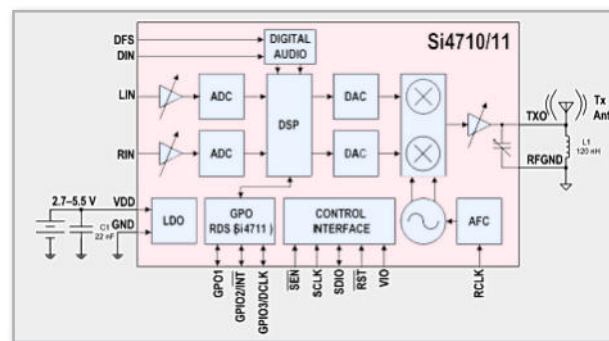 DFS
DIN
DIGITAL
AUDIO
Si4710/11
LIN
ADC
DSP
DAC
TXO
Tx
Ant
RIN
ADC
DAC
RFGND
L1
120 nH
2.7–5.5 V
VDD
GND
C1
22 nF
LDO
GPO
RDS (Si4711)
CONTROL
INTERFACE
AFC
GPO1
GPIO2/INT
GPIO3/DCLK
SEN
SCLK
SDIO
RST
VIO
RCLK